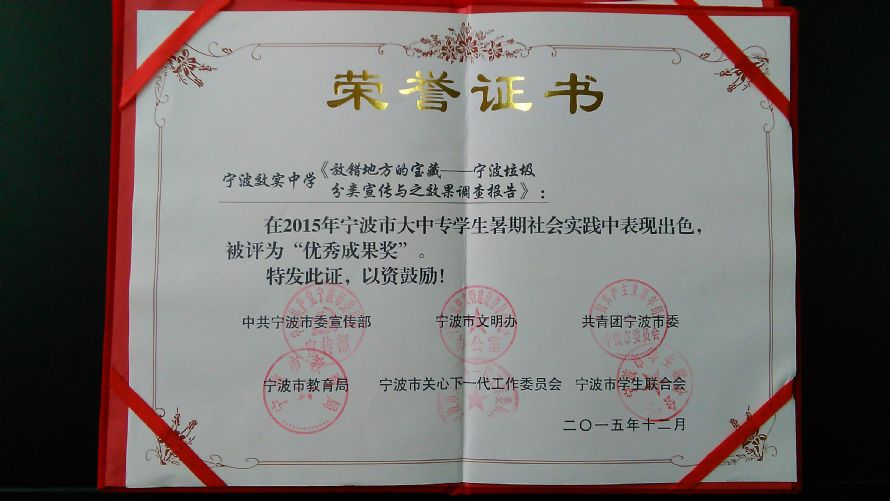 荣誉证书
宁波效实中学《放错地方的宝藏——宁波垃圾
分类宣传与之效果调查报告》：
在2015年宁波市大中专学生暑期社会实践中表现出色，
被评为“优秀成果奖”。
特发此证，以资鼓励！
中共宁波市委宣传部 宁波市文明办 共青团宁波市委
宁波市教育局 宁波市关心下一代工作委员会 宁波市学生联合会
二〇一五年十二月